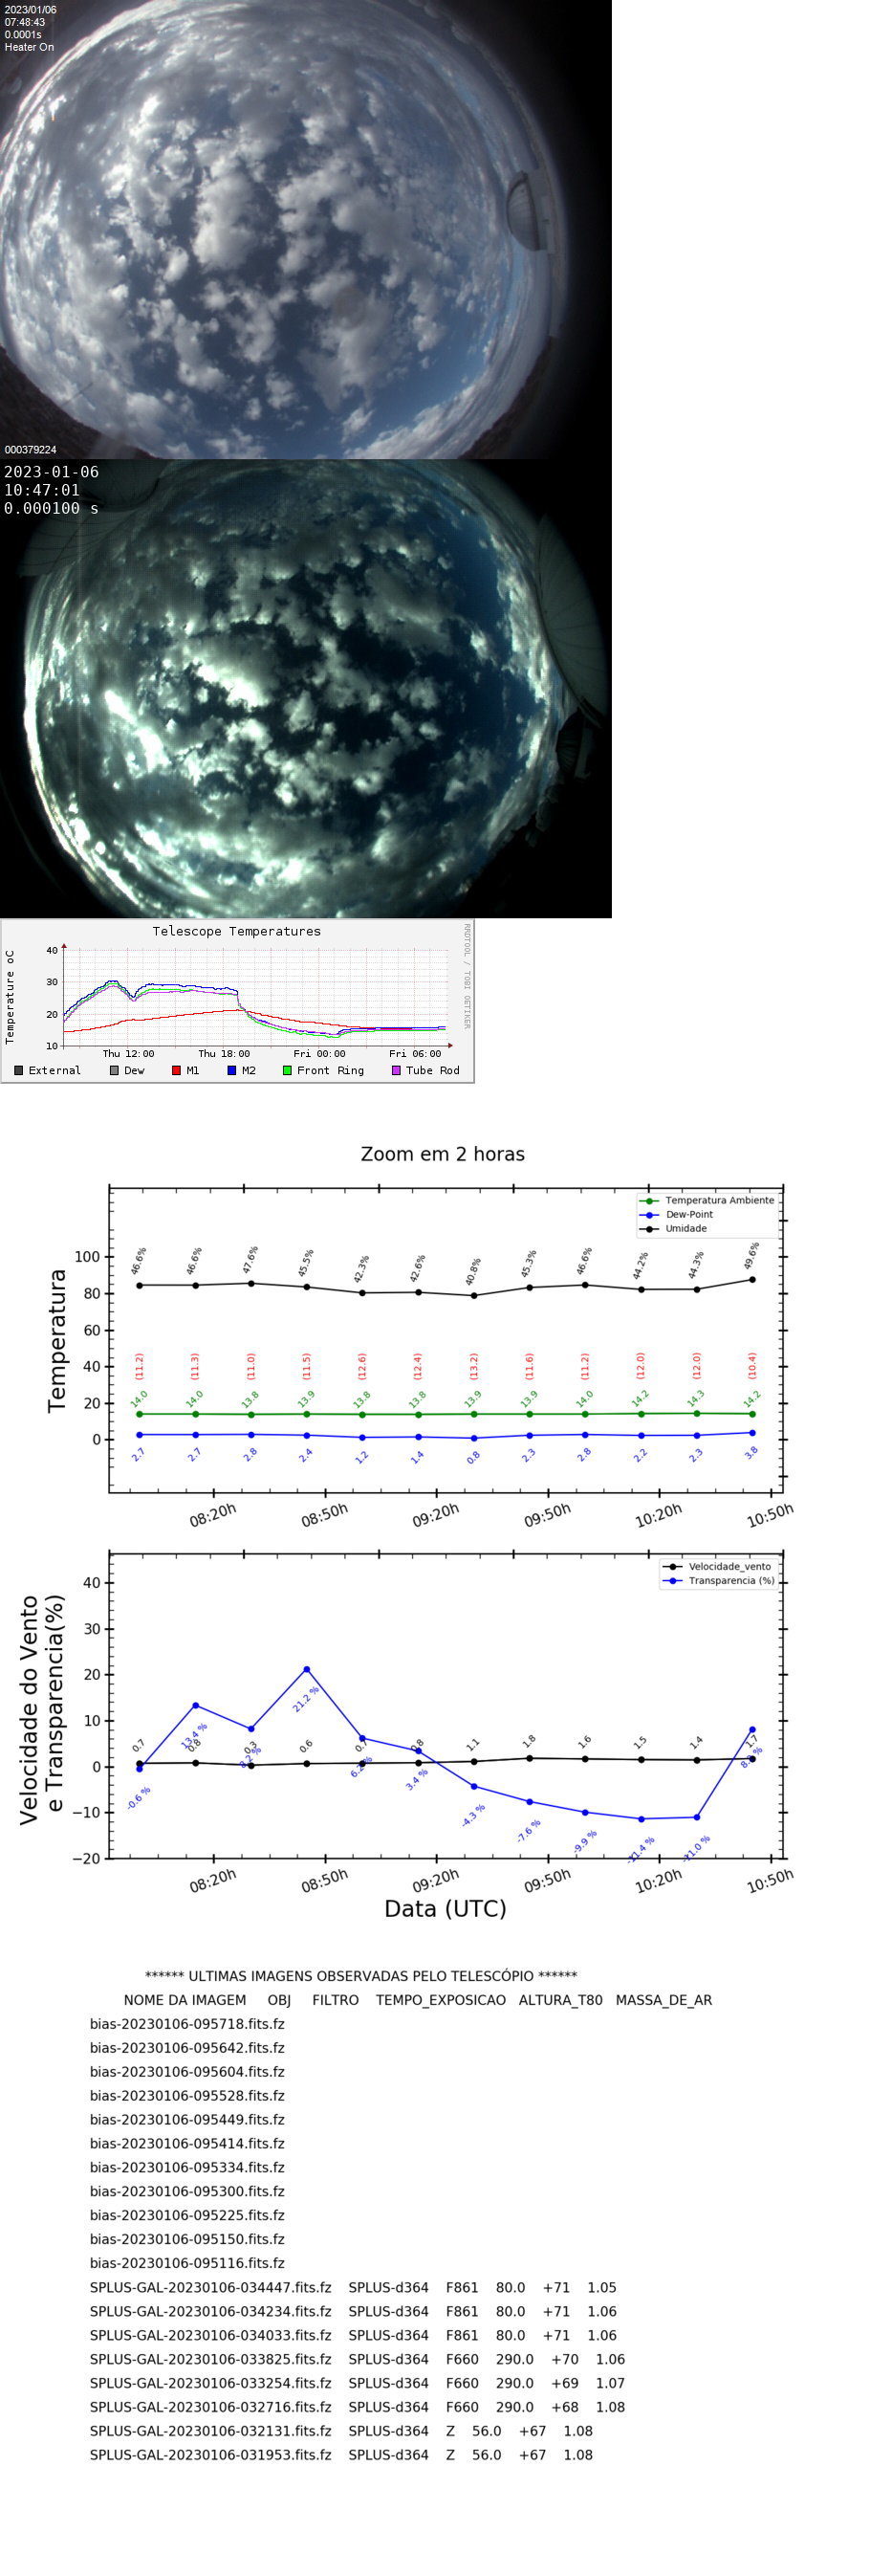 2023/01/06
07:48:43
0.0001s
Heater On
000379224
2023-01-06
10:47:01
0.000100 s
Telescope Temperatures
RRDTOOL / TOBI OETIKER
Temperature oC
40
30
20
10
Thu 12:00 Thu 18:00 Fri 00:00 Fri 06:00
External Dew M1 M2 Front Ring Tube Rod
Zoom em 2 horas
Temperatura Ambiente
Dew-Point
Umidade
Temperatura
100
80
60
40
20
0
46.6% 46.6% 47.6% 45.5% 42.3% 42.6% 40.8% 45.3% 46.6% 44.2% 44.3% 49.6%
(11.2) (11.3) (11.0) (11.5) (12.6) (12.4) (13.2) (11.6) (11.2) (12.0) (12.0) (10.4)
14.0 14.0 13.8 13.9 13.8 13.8 13.9 13.9 14.0 14.2 14.3 14.2
2.7 2.7 2.8 2.4 1.2 1.4 0.8 2.3 2.8 2.2 2.3 3.8
08:20h 08:50h 09:20h 09:50h 10:20h 10:50h
Velocidade_vento
Transparencia (%)
Velocidade do Vento
e Transparencia(%)
40
30
20
10
0
−10
−20
0.7 0.8 0.3 0.6 0.7 0.8 1.1 1.8 1.6 1.5 1.4 1.7
-0.6 % 13.4 % 8.2 % 21.2 % 6.2 % 3.4 % -4.3 % -7.6 % -9.9 % -11.4 % -11.0 %
08:20h 08:50h 09:20h 09:50h 10:20h 10:50h
Data (UTC)
****** ULTIMAS IMAGENS OBSERVADAS PELO TELESCÓPIO ******
NOME DA IMAGEM OBJ FILTRO TEMPO_EXPOSICAO ALTURA_T80 MASSA_DE_AR
bias-20230106-095718.fits.fz
bias-20230106-095642.fits.fz
bias-20230106-095604.fits.fz
bias-20230106-095528.fits.fz
bias-20230106-095449.fits.fz
bias-20230106-095414.fits.fz
bias-20230106-095334.fits.fz
bias-20230106-095300.fits.fz
bias-20230106-095225.fits.fz
bias-20230106-095150.fits.fz
bias-20230106-095116.fits.fz
SPLUS-GAL-20230106-034447.fits.fz SPLUS-d364 F861 80.0 +71 1.05
SPLUS-GAL-20230106-034234.fits.fz SPLUS-d364 F861 80.0 +71 1.06
SPLUS-GAL-20230106-034033.fits.fz SPLUS-d364 F861 80.0 +71 1.06
SPLUS-GAL-20230106-033825.fits.fz SPLUS-d364 F660 290.0 +70 1.06
SPLUS-GAL-20230106-033254.fits.fz SPLUS-d364 F660 290.0 +69 1.07
SPLUS-GAL-20230106-032716.fits.fz SPLUS-d364 F660 290.0 +68 1.08
SPLUS-GAL-20230106-032131.fits.fz SPLUS-d364 Z 56.0 +67 1.08
SPLUS-GAL-20230106-031953.fits.fz SPLUS-d364 Z 56.0 +67 1.08